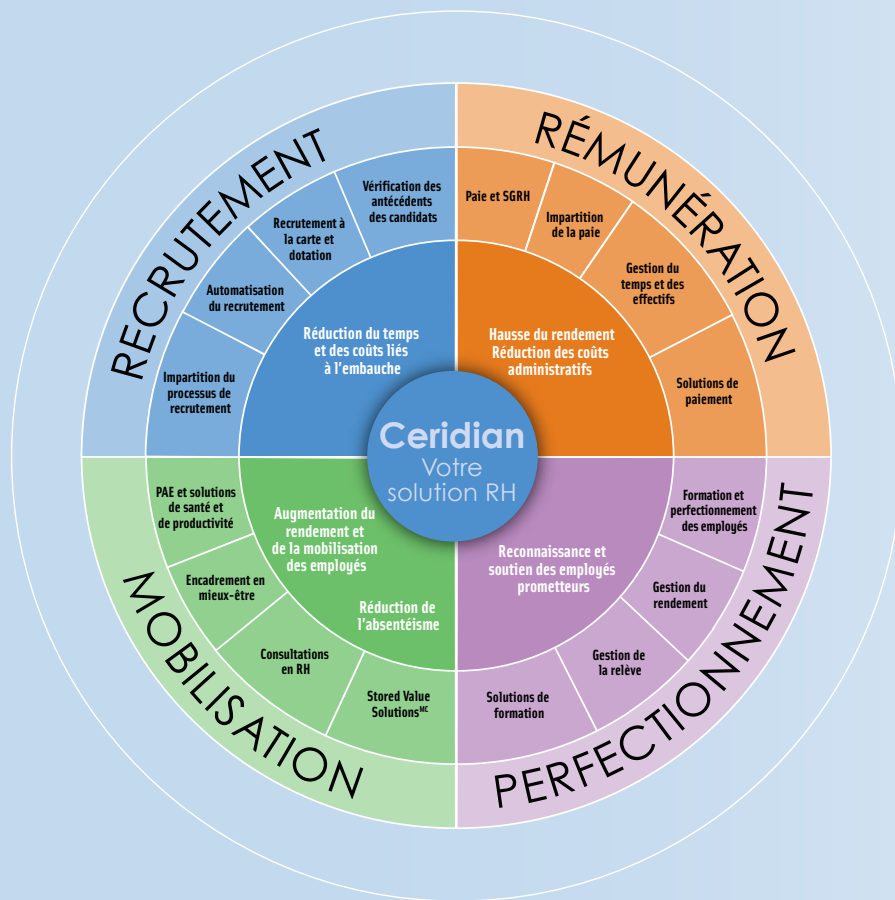 RECRUTEMENT
Vérification des
antécédents
des candidats
Recrutement à
la carte et
dotation
Automatisation
du recrutement
Impartition du
processus de
recrutement
Réduction du temps
et des coûts liés
à l'embauche
RÉMUNÉRATION
Paie et SGRH
Impartition
de la paie
Gestion du
temps et des
effectifs
Solutions de
paiement
Hausse du rendement
Réduction des coûts
administratifs
Ceridian
Votre
solution RH
MOBILISATION
PAE et solutions
de santé et
de productivité
Encadrement en
mieux-être
Consultations
en RH
Stored Value
Solutionsᴹᶜ
Augmentation du
rendement et
de la mobilisation
des employés
Réduction de
l'absentéisme
PERFECTIONNEMENT
Formation et
perfectionnement
des employés
Gestion du
rendement
Gestion de
la relève
Solutions de
formation
Reconnaissance et
soutien des employés
prometteurs